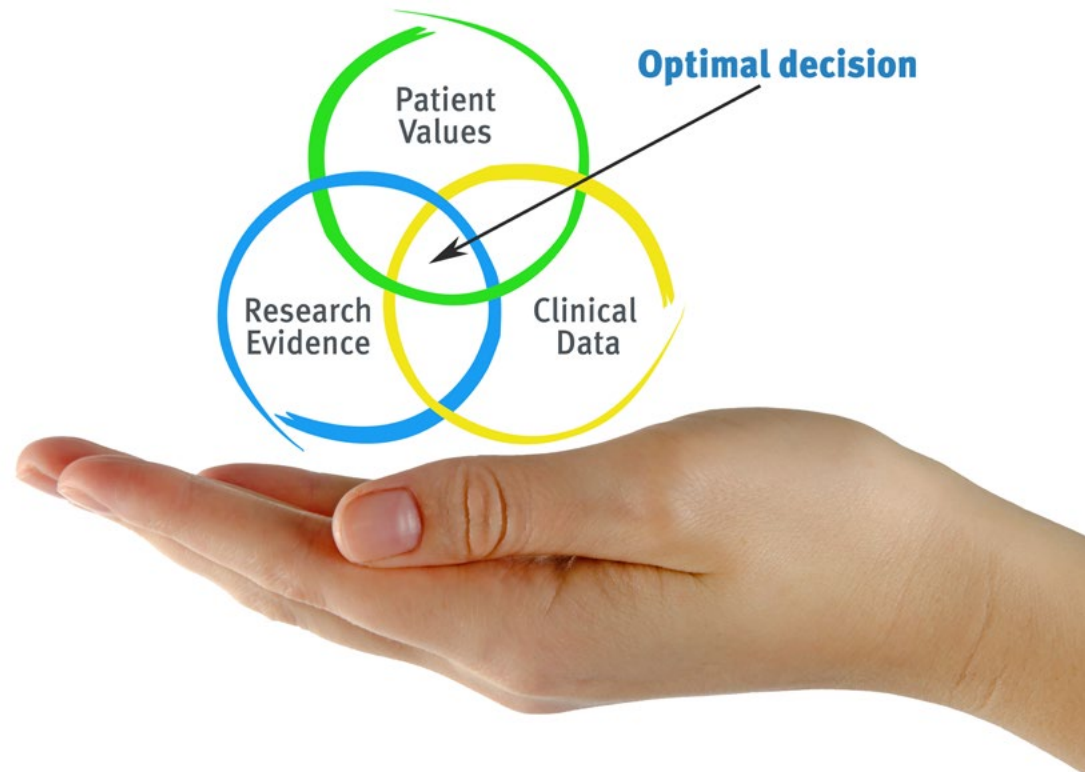 Optimal decision
Patient
Values
Research
Evidence
Clinical
Data